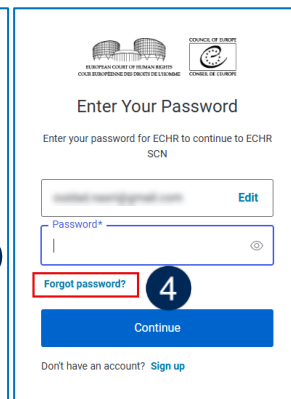 COUNCIL OF EUROPE
EUROPEAN COURT OF HUMAN RIGHTS
COUR EUROPÉENNE DES DROITS DE L'HOMME
CONSEIL DE L'EUROPE
Enter Your Password
Enter your password for ECHR to continue to ECHR
SCN
Edit
Password*
Forgot password?
4
Continue
Don't have an account? Sign up